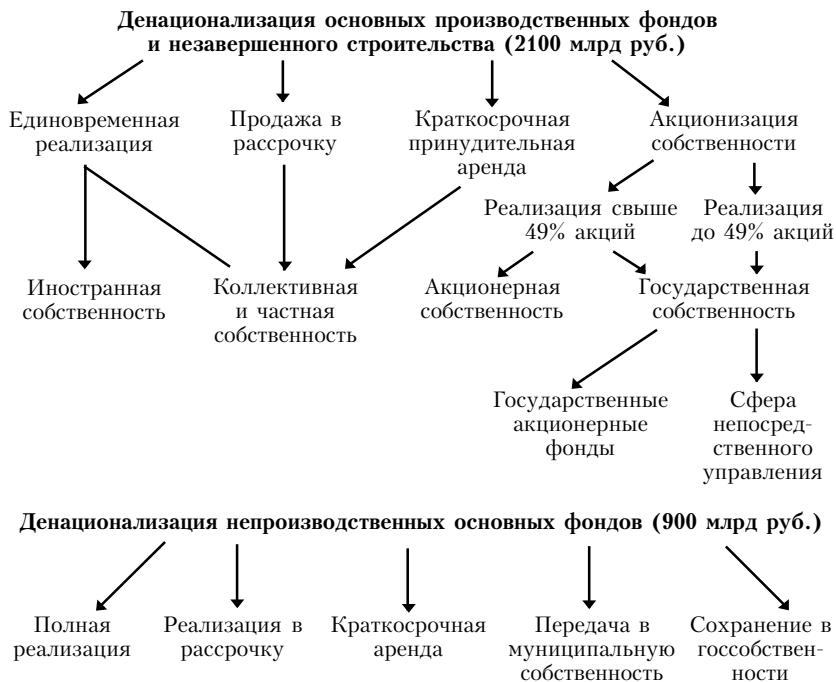 Денационализация основных производственных фондов
и незавершенного строительства (2100 млрд руб.)
Единовременная
реализация
Продажа в
рассрочку
Краткосрочная
принудительная
аренда
Акционизация
собственности
Реализация свыше
49% акций
Реализация
до 49% акций
Иностранная
собственность
Коллективная
и частная
собственность
Акционерная
собственность
Государственная
собственность
Государственные
акционерные
фонды
Сфера
непосред-
ственного
управления
Денационализация непроизводственных основных фондов (900 млрд руб.)
Полная
реализация
Реализация в
рассрочку
Краткосрочная
аренда
Передача в
муниципальную
собственность
Сохранение в
госсобствен-
ности